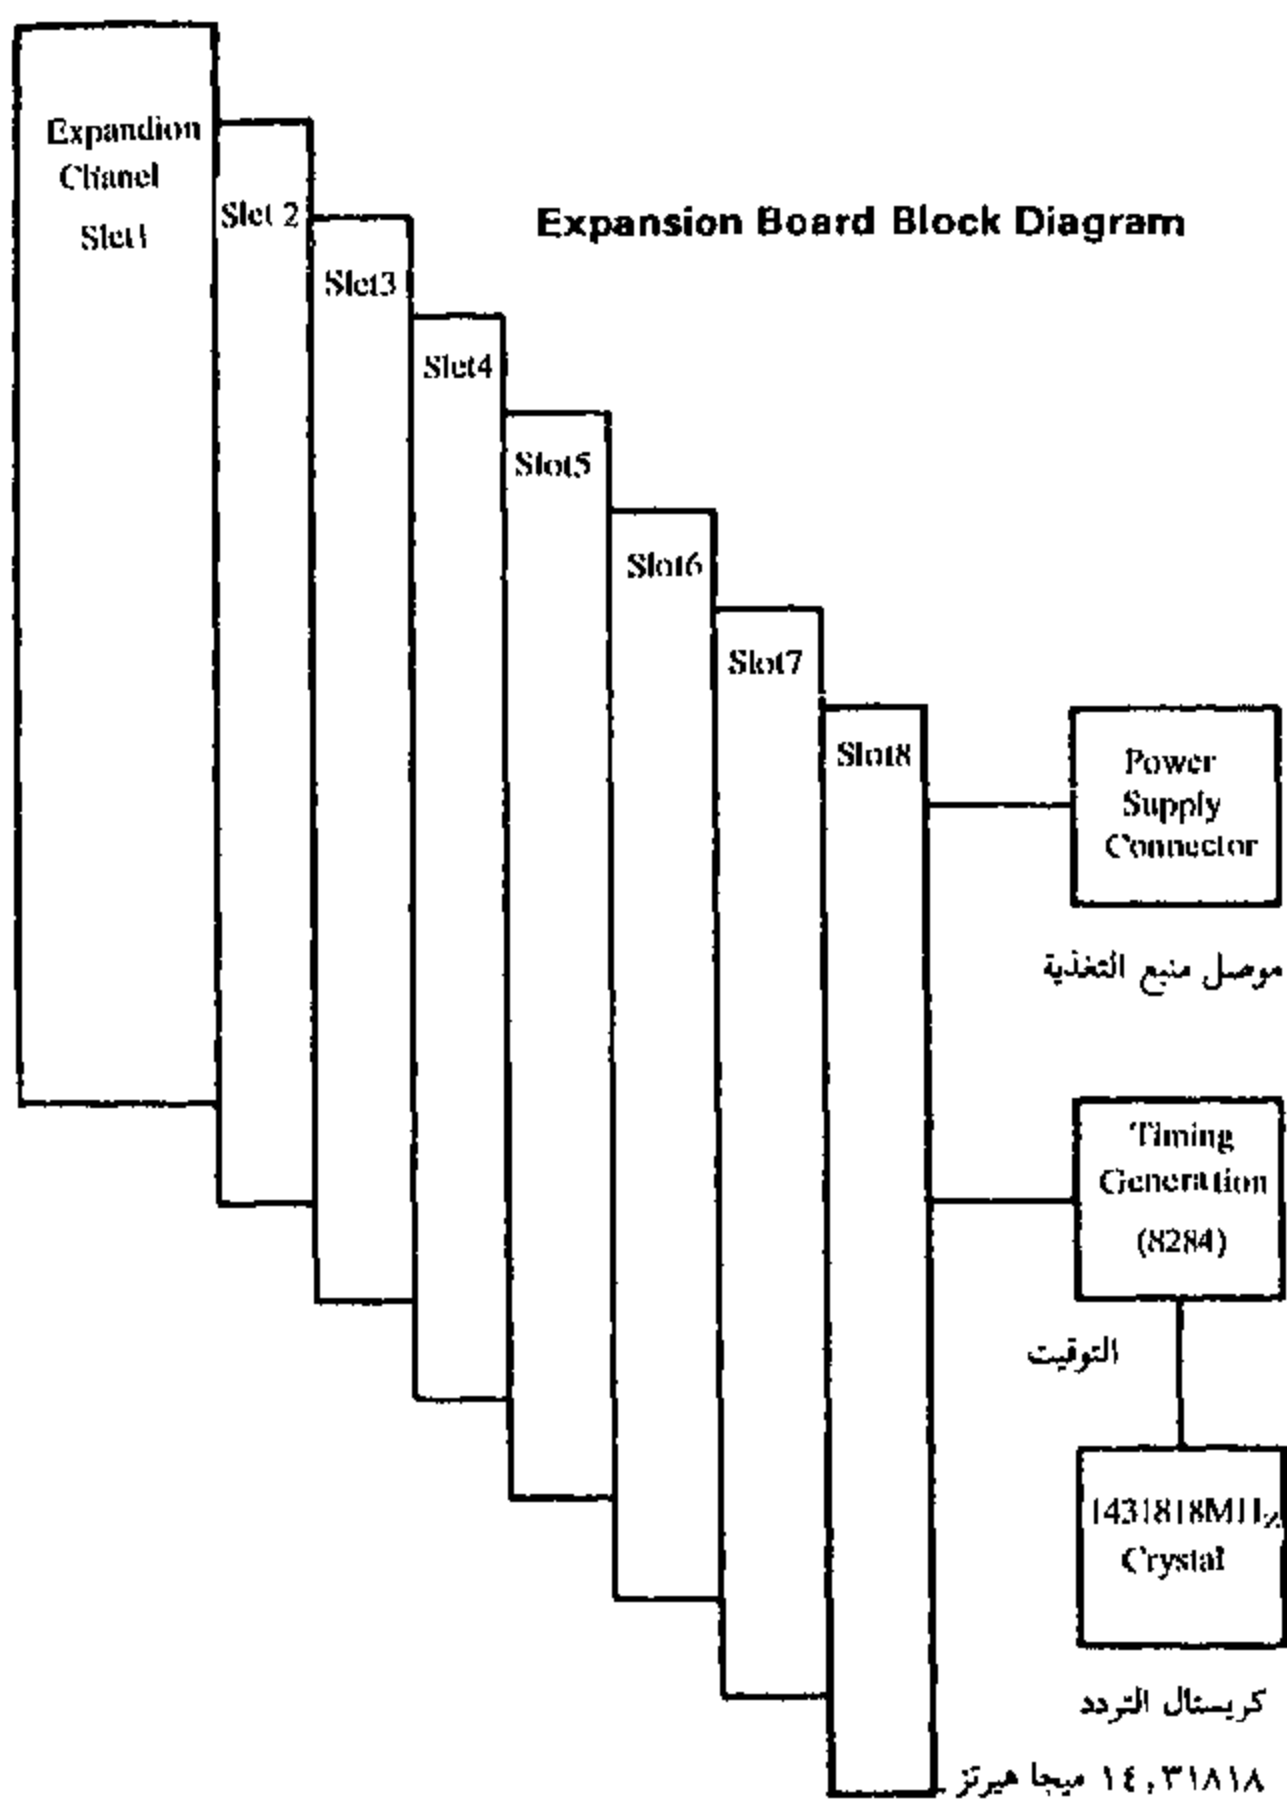 Expansion Board Block Diagram
Expandion
Chanel
Slet1
Slet 2
Slet3
Slet4
Slot5
Slot6
Slot7
Slot8
Power
Supply
Connector
موصل منبع التغذية
Timing
Generation
(8284)
التوقيت
1431818MHz
Crystal
كريستال التردد
١٤,٣١٨١٨ ميجا هيرتز